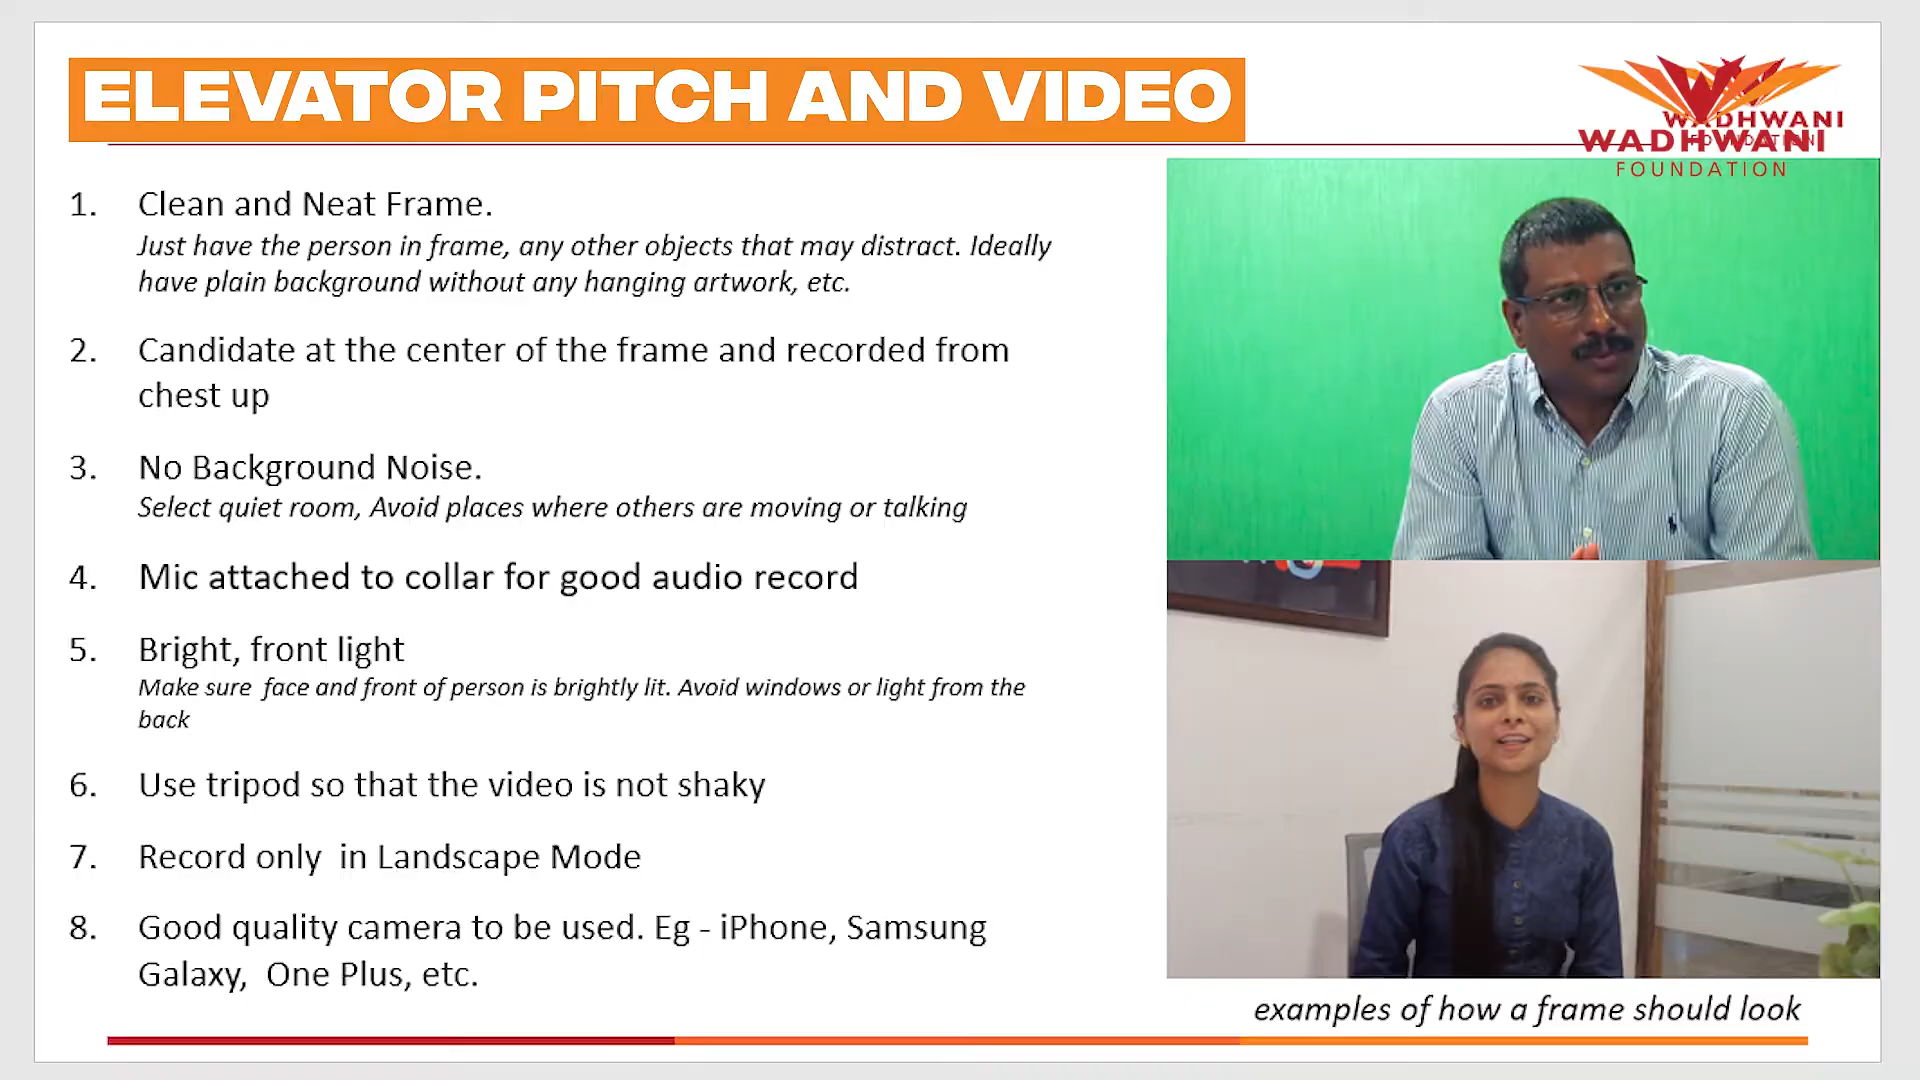 ELEVATOR PITCH AND VIDEO
WADHWANI
FOUNDATION
WADHWANI
FOUNDATION
1. Clean and Neat Frame.
Just have the person in frame, any other objects that may distract. Ideally
have plain background without any hanging artwork, etc.
2. Candidate at the center of the frame and recorded from
chest up
3. No Background Noise.
Select quiet room, Avoid places where others are moving or talking
4. Mic attached to collar for good audio record
5. Bright, front light
Make sure  face and front of person is brightly lit. Avoid windows or light from the
back
6. Use tripod so that the video is not shaky
7. Record only  in Landscape Mode
8. Good quality camera to be used. Eg - iPhone, Samsung
Galaxy,  One Plus, etc.
examples of how a frame should look